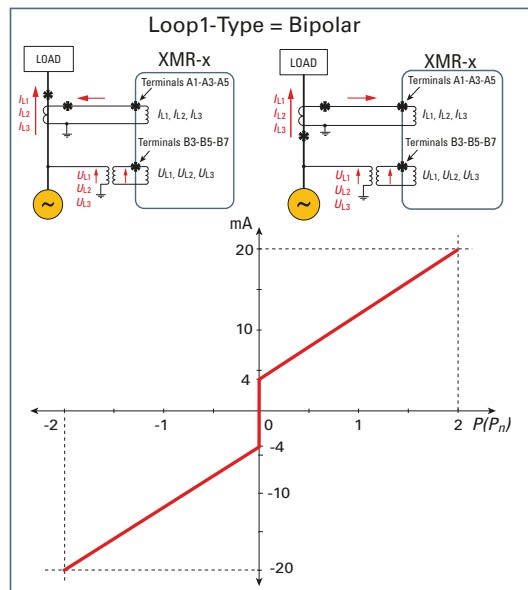 Loop1-Type = Bipolar
LOAD
XMR-x
Terminals A1-A3-A5
IL1
IL2
IL3
IL1, IL2, IL3
Terminals B3-B5-B7
UL1
UL2
UL3
UL1, UL2, UL3
~
LOAD
XMR-x
Terminals A1-A3-A5
IL1
IL2
IL3
IL1, IL2, IL3
Terminals B3-B5-B7
UL1
UL2
UL3
UL1, UL2, UL3
~
mA
20
10
4
-2 -1 0 1 2 P(Pn)
-4
-10
-20